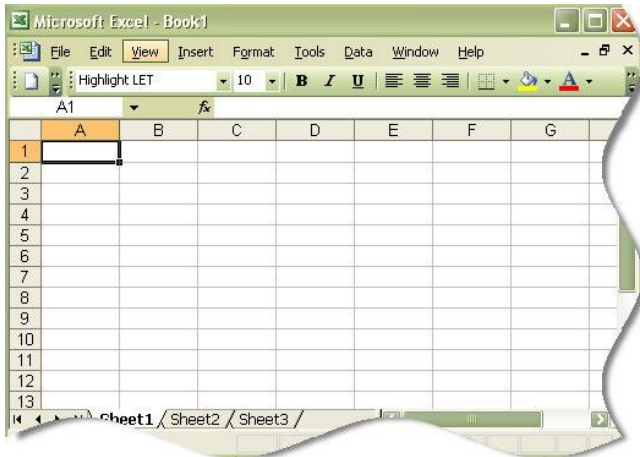 Microsoft Excel - Book1
File Edit View Insert Format Tools Data Window Help
Highlight LET 10 B I U A
A1 fx
A B C D E F G
1
2
3
4
5
6
7
8
9
10
11
12
13
Sheet1 Sheet2 Sheet3